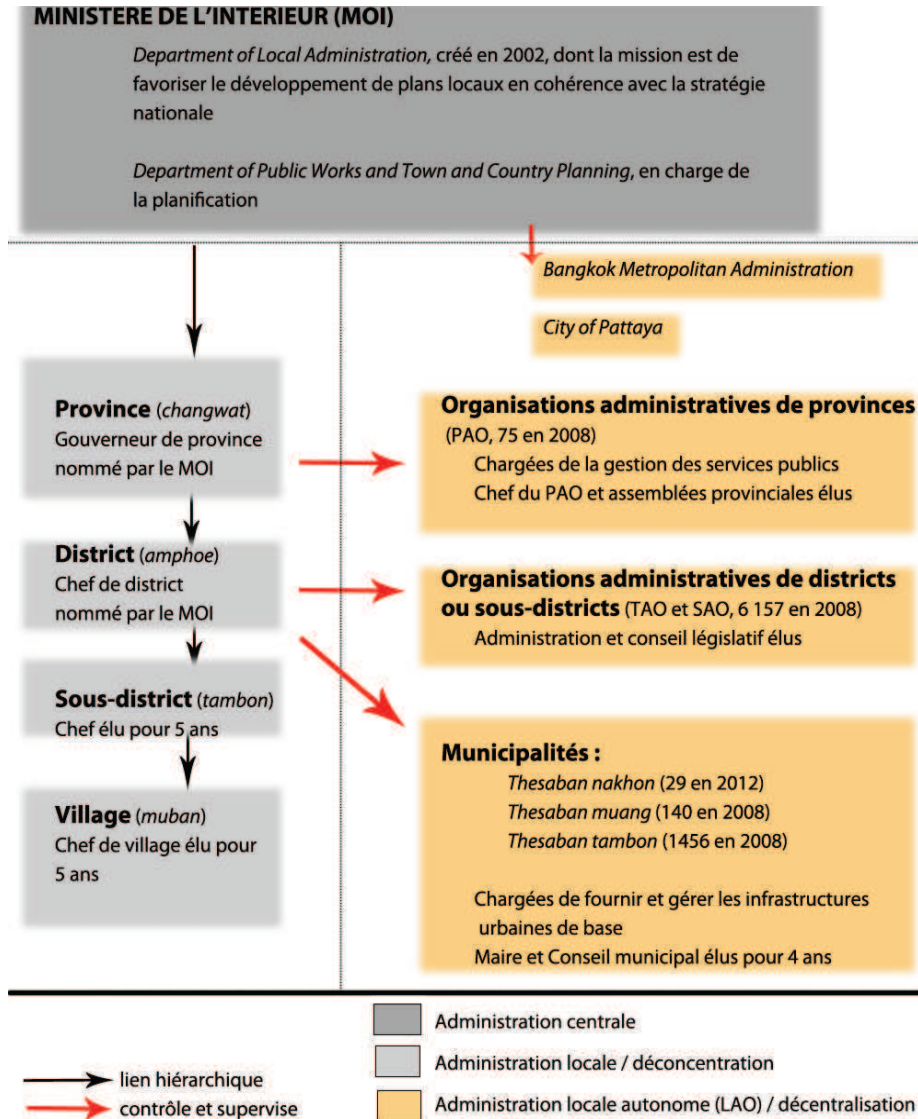 MINISTERE DE L'INTERIEUR (MOI)
Department of Local Administration, créé en 2002, dont la mission est de
favoriser le développement de plans locaux en cohérence avec la stratégie
nationale
Department of Public Works and Town and Country Planning, en charge de
la planification
Bangkok Metropolitan Administration
City of Pattaya
Province (changwat)
Gouverneur de province
nommé par le MOI
Organisations administratives de provinces
(PAO, 75 en 2008)
Chargées de la gestion des services publics
Chef du PAO et assemblées provinciales élus
District (amphoe)
Chef de district
nommé par le MOI
Organisations administratives de districts
ou sous-districts (TAO et SAO, 6 157 en 2008)
Administration et conseil législatif élus
Sous-district (tambon)
Chef élu pour 5 ans
Village (muban)
Chef de village élu pour
5 ans
Municipalités :
Thesaban nakhon (29 en 2012)
Thesaban muang (140 en 2008)
Thesaban tambon (1456 en 2008)
Chargées de fournir et gérer les infrastructures
urbaines de base
Maire et Conseil municipal élus pour 4 ans
lien hiérarchique
contrôle et supervise
Administration centrale
Administration locale / déconcentration
Administration locale autonome (LAO) / décentralisation